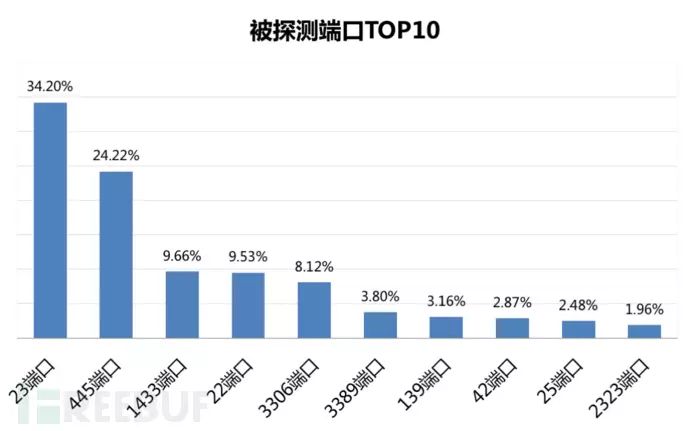 被探测端口TOP10
34.20%
24.22%
9.66%
9.53%
8.12%
3.80%
3.16%
2.87%
2.48%
1.96%
23端口
445端口
1433端口
22端口
3306端口
3389端口
139端口
42端口
25端口
2323端口
FREEBUF